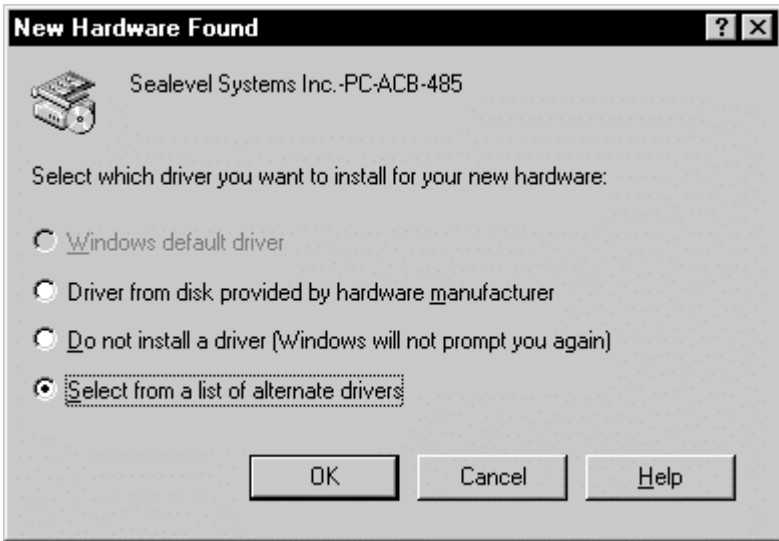 New Hardware Found
Sealevel Systems Inc.-PC-ACB-485
Select which driver you want to install for your new hardware:
Windows default driver
Driver from disk provided by hardware manufacturer
Do not install a driver (Windows will not prompt you again)
Select from a list of alternate drivers
OK Cancel Help